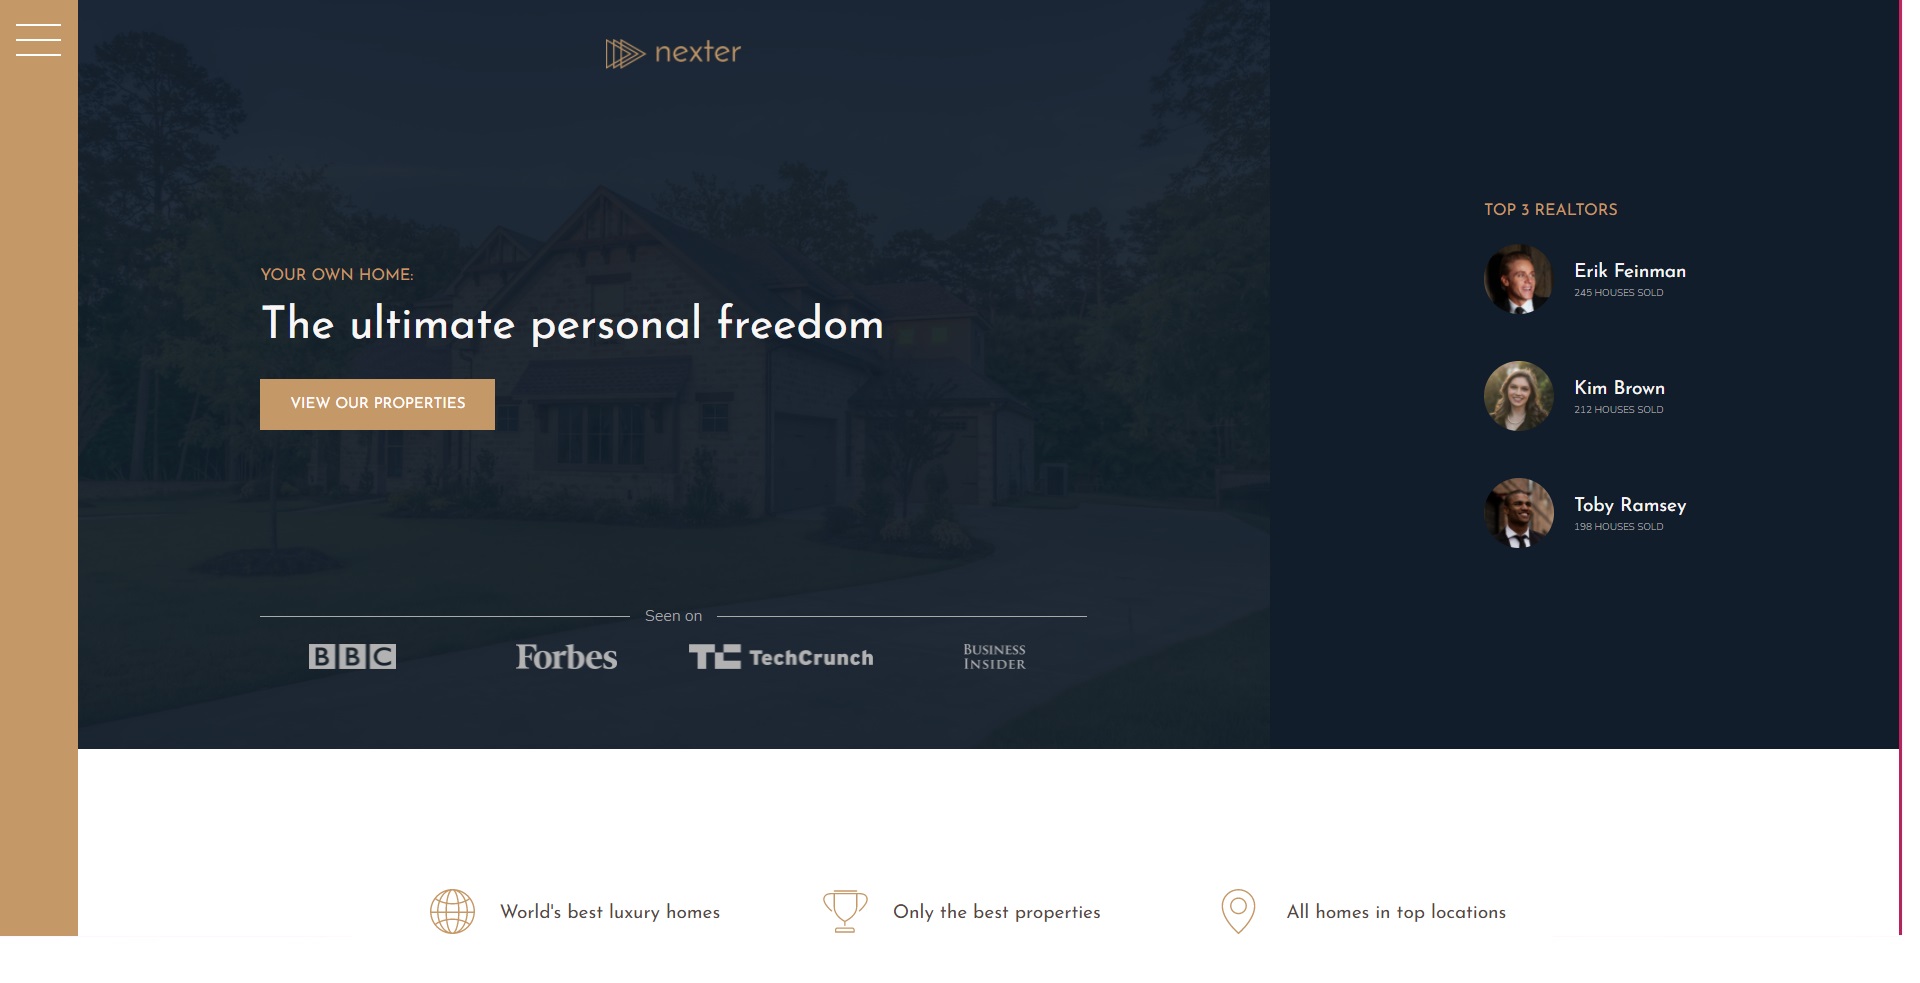 nexter
YOUR OWN HOME:
The ultimate personal freedom
VIEW OUR PROPERTIES
Seen on
BBC
Forbes
TC TechCrunch
BUSINESS
INSIDER
TOP 3 REALTORS
Erik Feinman
245 HOUSES SOLD
Kim Brown
212 HOUSES SOLD
Toby Ramsey
198 HOUSES SOLD
World's best luxury homes
Only the best properties
All homes in top locations